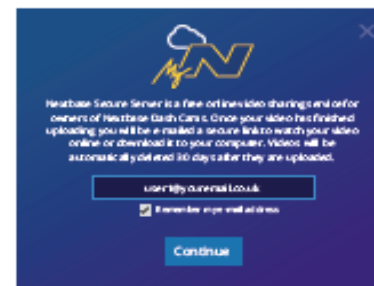 My N
Nextbase Secure Server is a free online video sharing service for
owners of Nextbase Dash Cams. Once your video has finished
uploading you will be e-mailed a secure link to watch your video
online or download it to your computer. Videos will be
automatically deleted 30 days after they are uploaded.
user1@youremail.co.uk
Remember my e-mail address
Continue